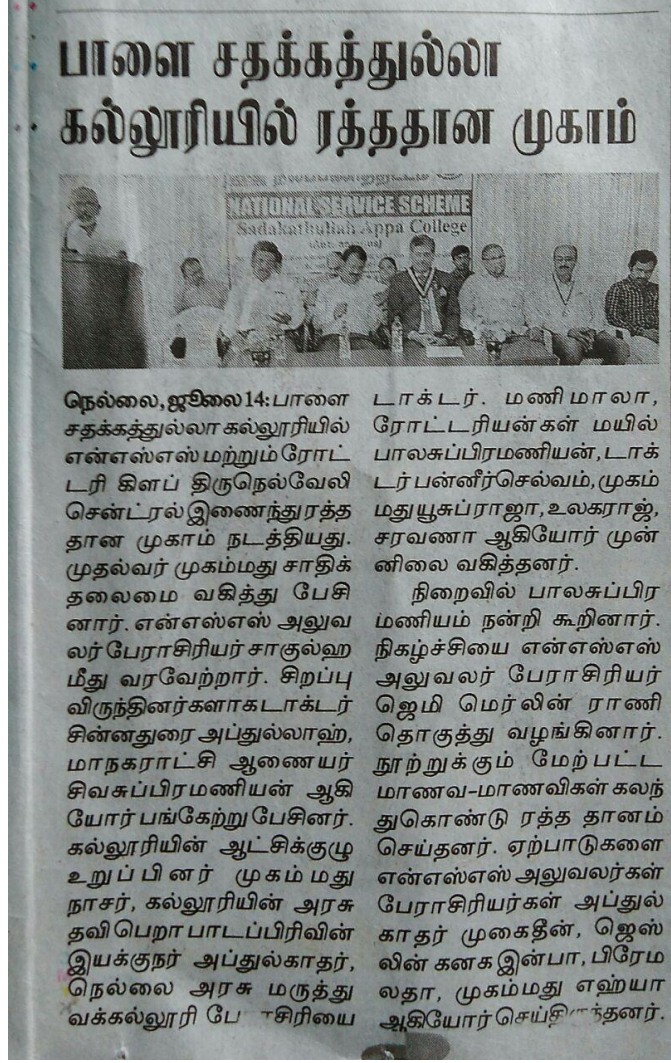 பாளை சதக்கத்துல்லா
கல்லூரியில் ரத்ததான முகாம்
NATIONAL SERVICE SCHEME
Sadakathullah Appa College
நெல்லை, ஜூலை 14: பாளை
சதக்கத்துல்லா கல்லூரியில்
என்எஸ்எஸ் மற்றும் ரோட்
டரி கிளப் திருநெல்வேலி
சென்ட்ரல் இணைந்து ரத்த
தான முகாம் நடத்தியது.
முதல்வர் முகம்மது சாதிக்
தலைமை வகித்து பேசி
னார். என்எஸ்எஸ் அலுவ
லர் பேராசிரியர் சாகுல்ஹ
மீது வரவேற்றார். சிறப்பு
விருந்தினர்களாக டாக்டர்
சின்னதுரை அப்துல்லாஹ்,
மாநகராட்சி ஆணையர்
சிவசுப்பிரமணியன் ஆகி
யோர் பங்கேற்று பேசினர்.
கல்லூரியின் ஆட்சிக்குழு
உறுப்பினர் முகம்மது
நாசர், கல்லூரியின் அரசு
தவி பெறா பாடப்பிரிவின்
இயக்குநர் அப்துல்காதர்,
நெல்லை அரசு மருத்து
வக்கல்லூரி பேராசிரியை
டாக்டர். மணிமாலா,
ரோட்டரியன்கள் மயில்
பாலசுப்பிரமணியன், டாக்
டர் பன்னீர்செல்வம், முகம்
மது யூசுப்ராஜா, உலகராஜ்,
சரவணா ஆகியோர் முன்
னிலை வகித்தனர்.
நிறைவில் பாலசுப்பிர
மணியம் நன்றி கூறினார்.
நிகழ்ச்சியை என்எஸ்எஸ்
அலுவலர் பேராசிரியர்
ஜெமி மெர்லின் ராணி
தொகுத்து வழங்கினார்.
நூற்றுக்கும் மேற்பட்ட
மாணவ-மாணவிகள் கலந்
துகொண்டு ரத்த தானம்
செய்தனர். ஏற்பாடுகளை
என்எஸ்எஸ் அலுவலர்கள்
பேராசிரியர்கள் அப்துல்
காதர் முகைதீன், ஜெஸ்
லின் கனக இன்பா, பிரேம
லதா, முகம்மது எஹ்யா
ஆகியோர் செய்திருந்தனர்.